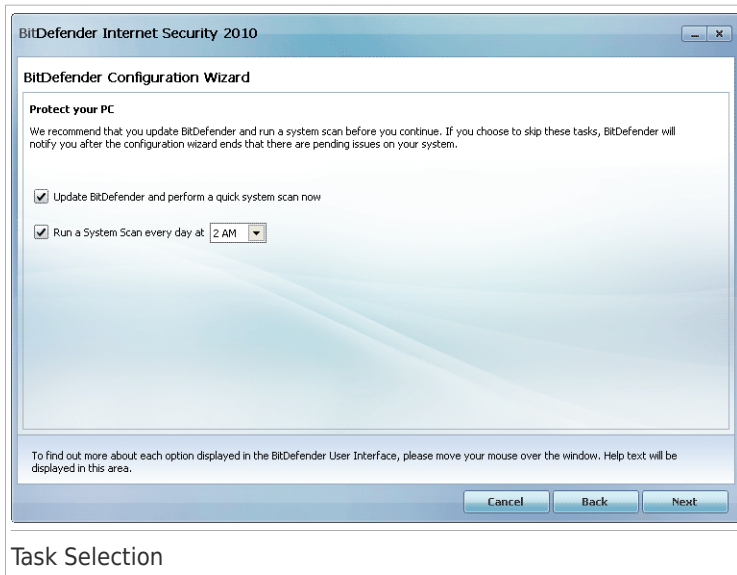 BitDefender Internet Security 2010
BitDefender Configuration Wizard
Protect your PC
We recommend that you update BitDefender and run a system scan before you continue. If you choose to skip these tasks, BitDefender will
notify you after the configuration wizard ends that there are pending issues on your system.
Update BitDefender and perform a quick system scan now
Run a System Scan every day at 2 AM
To find out more about each option displayed in the BitDefender User Interface, please move your mouse over the window. Help text will be
displayed in this area.
Cancel Back Next
Task Selection